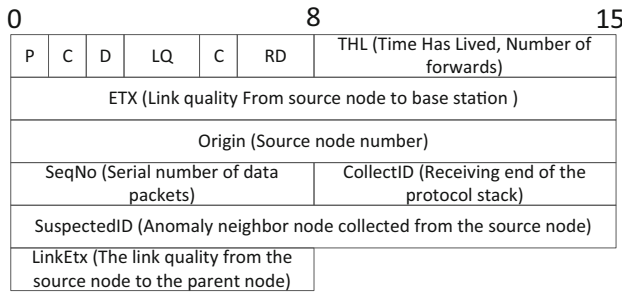 0 8 15
P C D LQ C RD THL (Time Has Lived, Number of
forwards)
ETX (Link quality From source node to base station )
Origin (Source node number)
SeqNo (Serial number of data
packets)
CollectID (Receiving end of the
protocol stack)
SuspectedID (Anomaly neighbor node collected from the source node)
LinkEtx (The link quality from the
source node to the parent node)